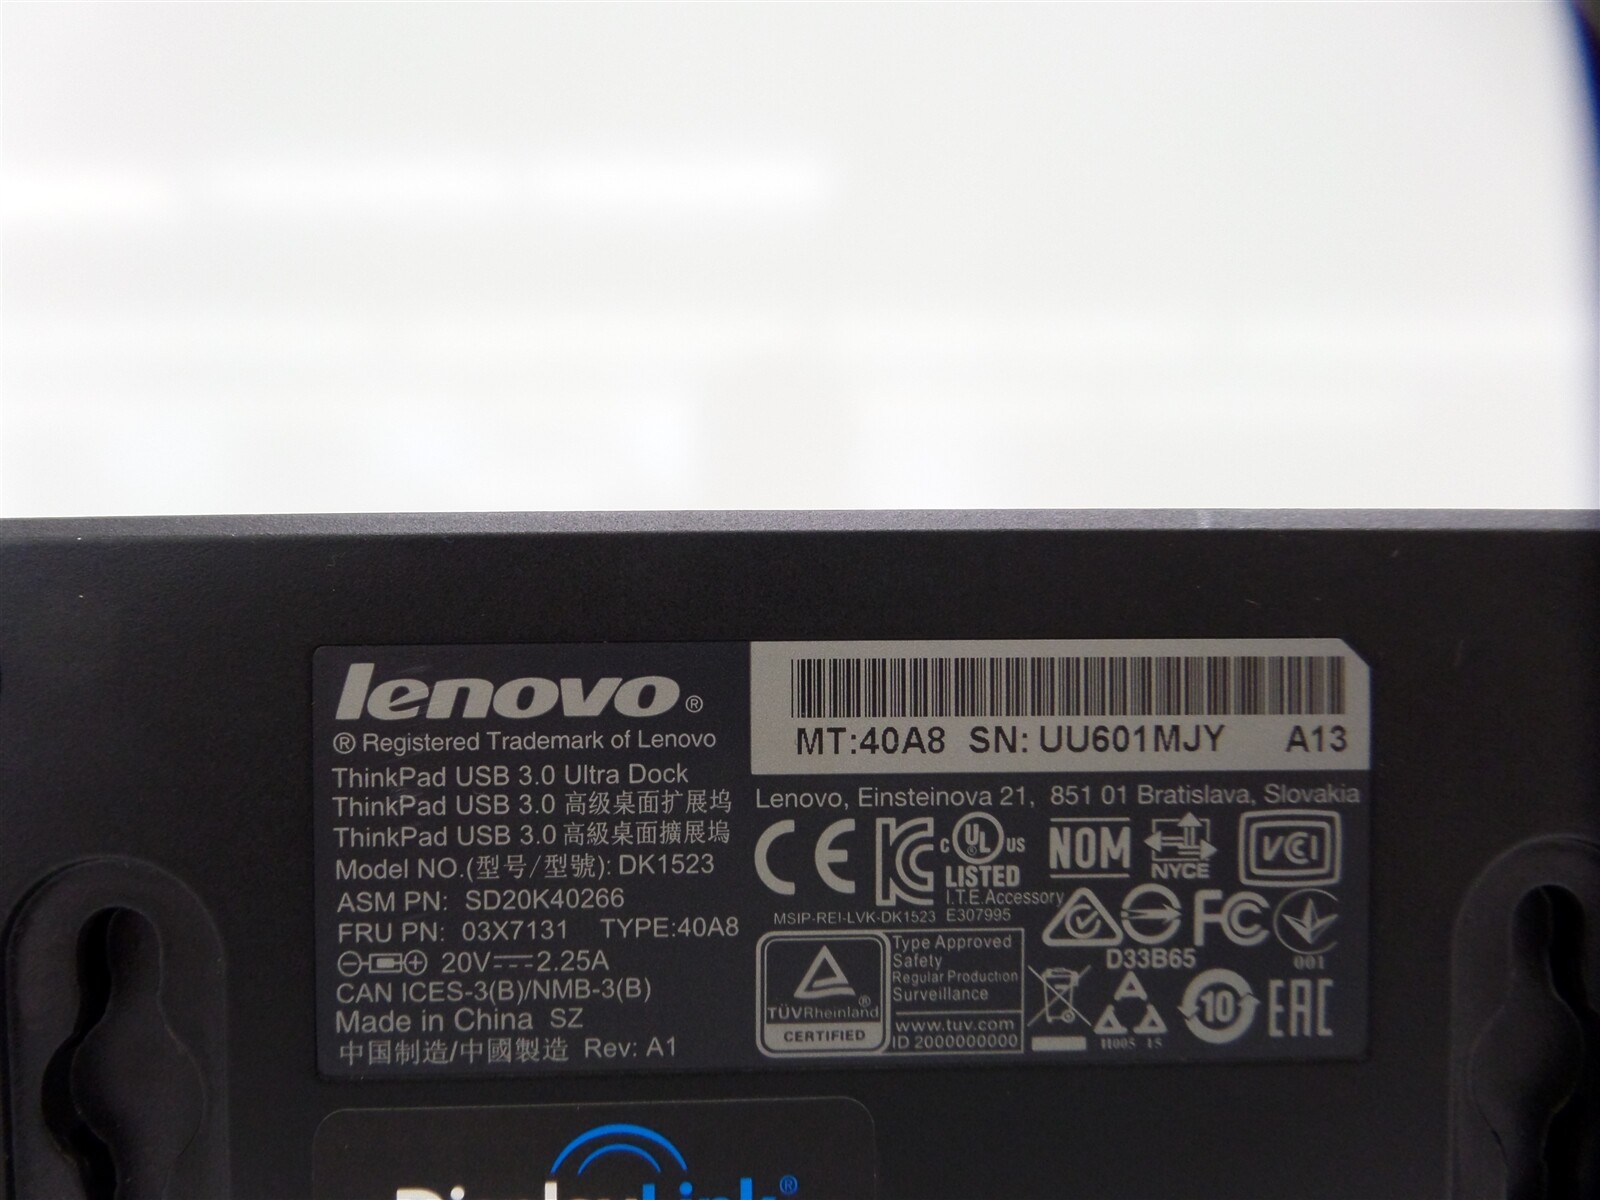 lenovo®
® Registered Trademark of Lenovo
ThinkPad USB 3.0 Ultra Dock
ThinkPad USB 3.0 高级桌面扩展坞
ThinkPad USB 3.0 高級桌面擴展塢
Model NO.(型号/型號): DK1523
ASM PN: SD20K40266
FRU PN: 03X7131 TYPE:40A8
20V⎓2.25A
CAN ICES-3(B)/NMB-3(B)
Made in China SZ
中国制造/中國製造 Rev: A1
MT:40A8 SN: UU601MJY A13
Lenovo, Einsteinova 21, 851 01 Bratislava, Slovakia
CE
KC
c UL® US
LISTED
I.T.E.Accessory
E307995
MSIP-REI-LVK-DK1523
NOM
NYCE
VCI
FC
D33B65
001
TÜVRheinland®
CERTIFIED
Type Approved
Safety
Regular Production
Surveillance
www.tuv.com
ID 2000000000
10
EAC
DisplayLink®